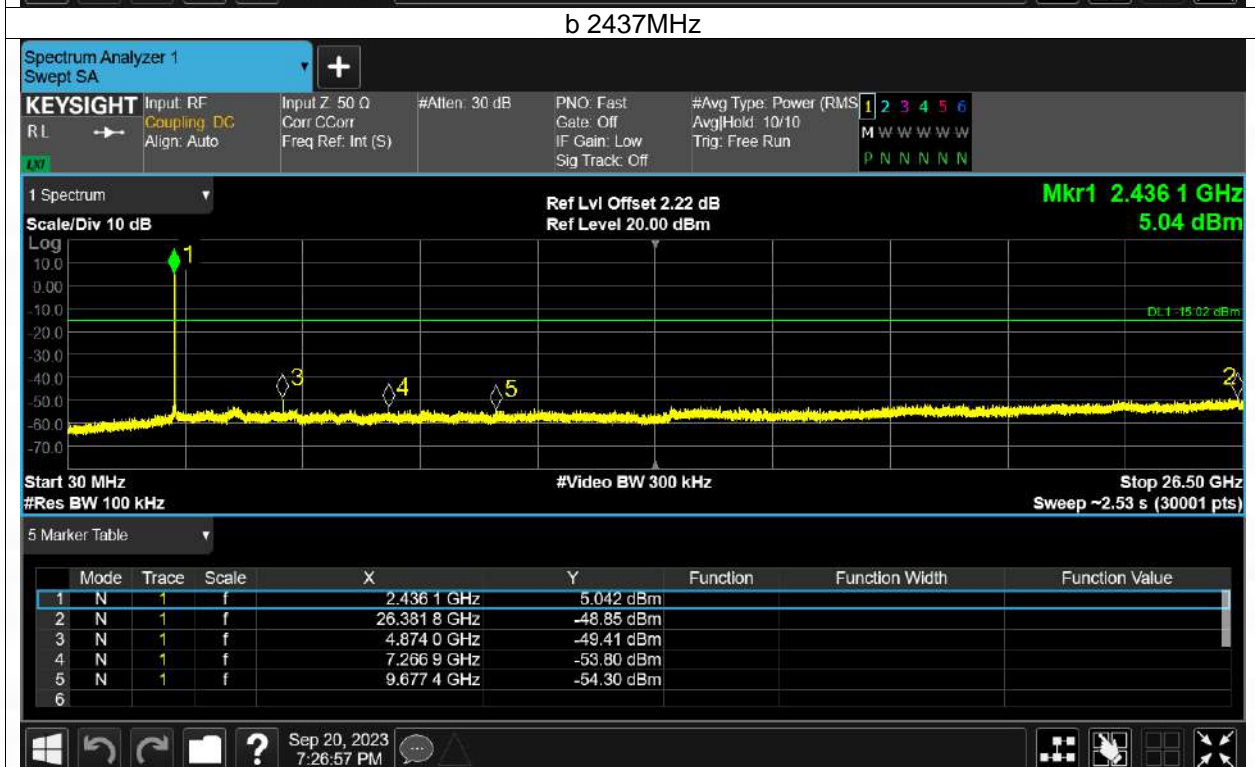 b 2437MHz
Spectrum Analyzer 1
Swept SA
+
KEYSIGHT Input: RF Input Z: 50 Ω #Atten: 30 dB PNO: Fast #Avg Type: Power (RMS 1 2 3 4 5 6
RL Coupling: DC Corr CCorr Gate: Off Avg|Hold: 10/10 M W W W W W
Align: Auto Freq Ref: Int (S) IF Gain: Low Trig: Free Run
LXI Sig Track: Off P N N N N N
1 Spectrum Ref Lvl Offset 2.22 dB Mkr1 2.436 1 GHz
Scale/Div 10 dB Ref Level 20.00 dBm 5.04 dBm
Log
10.0 1
0.00
-10.0 DL1 -15.02 dBm
-20.0
-30.0
-40.0 3 4 5 2
-50.0
-60.0
-70.0
Start 30 MHz #Video BW 300 kHz Stop 26.50 GHz
#Res BW 100 kHz Sweep ~2.53 s (30001 pts)
5 Marker Table
Mode Trace Scale X Y Function Function Width Function Value
1 N 1 f 2.436 1 GHz 5.042 dBm
2 N 1 f 26.381 8 GHz -48.85 dBm
3 N 1 f 4.874 0 GHz -49.41 dBm
4 N 1 f 7.266 9 GHz -53.80 dBm
5 N 1 f 9.677 4 GHz -54.30 dBm
6
? Sep 20, 2023
7:26:57 PM